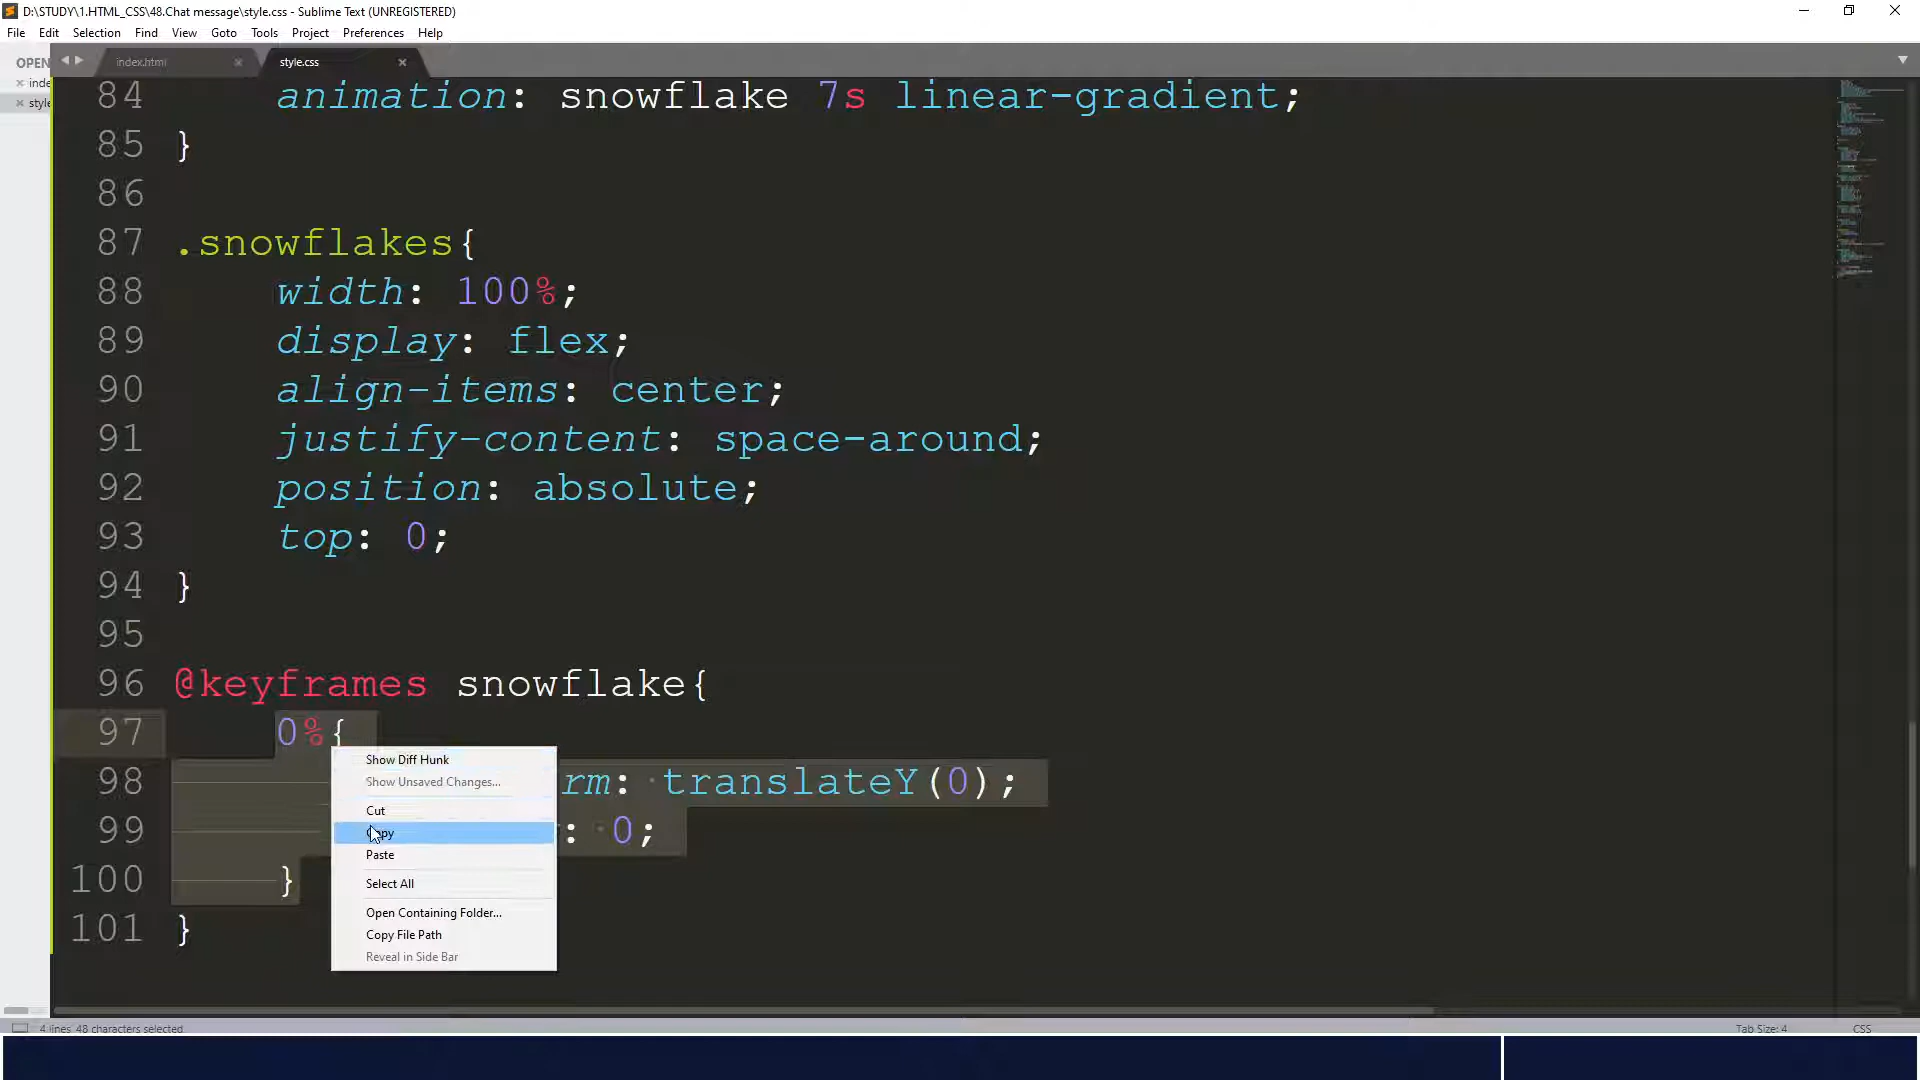 D:\STUDY\1.HTML_CSS\48.Chat message\style.css - Sublime Text (UNREGISTERED)
File Edit Selection Find View Goto Tools Project Preferences Help
OPEN
index.html
style.css
inde
style
84 animation: snowflake 7s linear-gradient;
85 }
86
87 .snowflakes{
88 width: 100%;
89 display: flex;
90 align-items: center;
91 justify-content: space-around;
92 position: absolute;
93 top: 0;
94 }
95
96 @keyframes snowflake{
97 0%{
98 rm: translateY(0);
99 : 0;
100 }
101 }
Show Diff Hunk
Show Unsaved Changes...
Cut
Copy
Paste
Select All
Open Containing Folder...
Copy File Path
Reveal in Side Bar
4 lines, 48 characters selected
Tab Size: 4
CSS